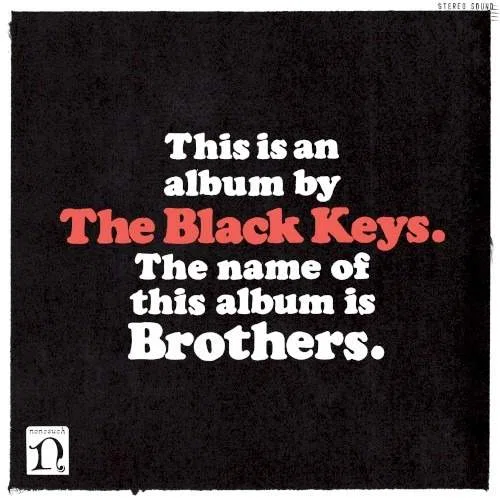 STEREO SOUND
This is an
album by
The Black Keys.
The name of
this album is
Brothers.
nonesuch
n